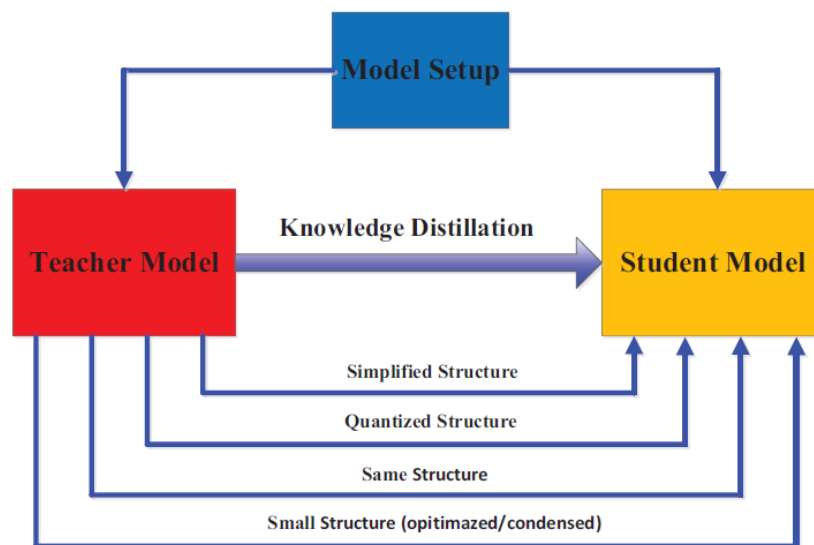 Model Setup
Knowledge Distillation
Teacher Model
Student Model
Simplified Structure
Quantized Structure
Same Structure
Small Structure (opitimazed/condensed)